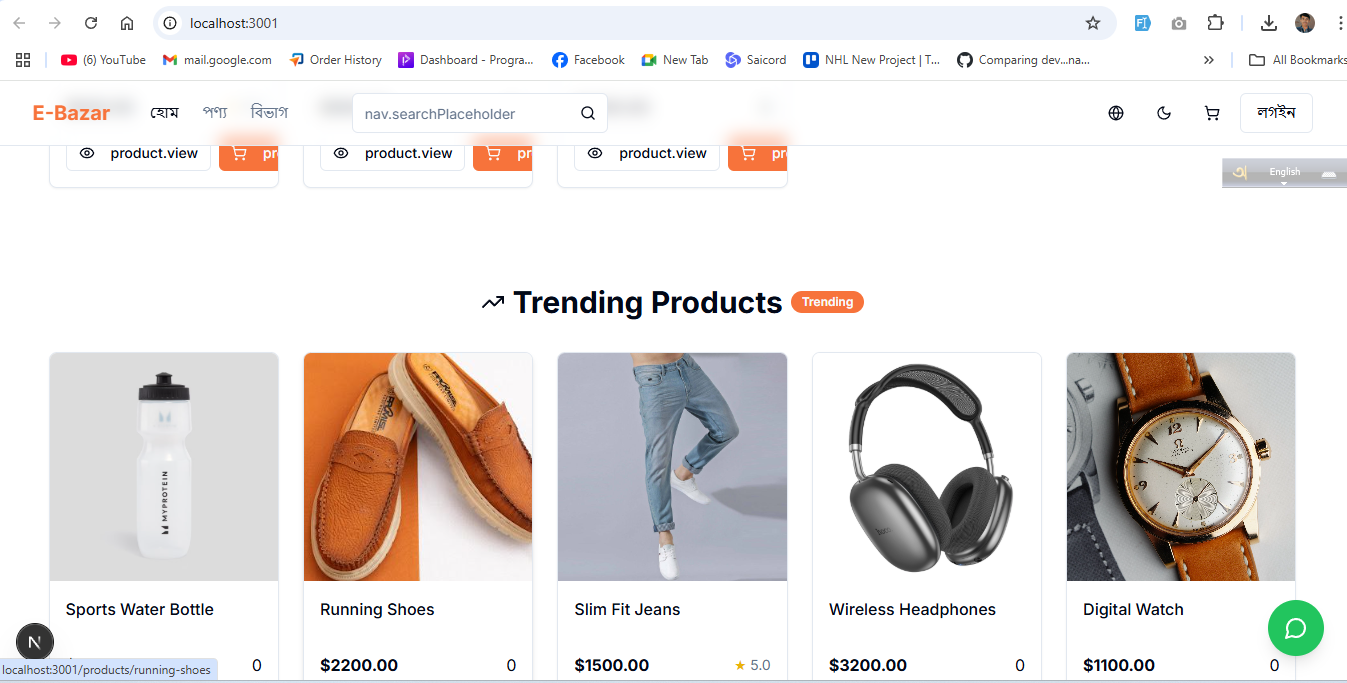 localhost:3001
(6) YouTube
mail.google.com
Order History
Dashboard - Progra...
Facebook
New Tab
Saicord
NHL New Project | T...
Comparing dev...na...
»
All Bookmarks
E-Bazar
হোম
পণ্য
বিভাগ
nav.searchPlaceholder
লগইন
product.view
pr
product.view
pr
product.view
pr
অ
English
Trending Products
Trending
MYPROTEIN
Sports Water Bottle
Running Shoes
Slim Fit Jeans
Wireless Headphones
Digital Watch
N
0
$2200.00
0
$1500.00
★ 5.0
$3200.00
0
$1100.00
0
localhost:3001/products/running-shoes